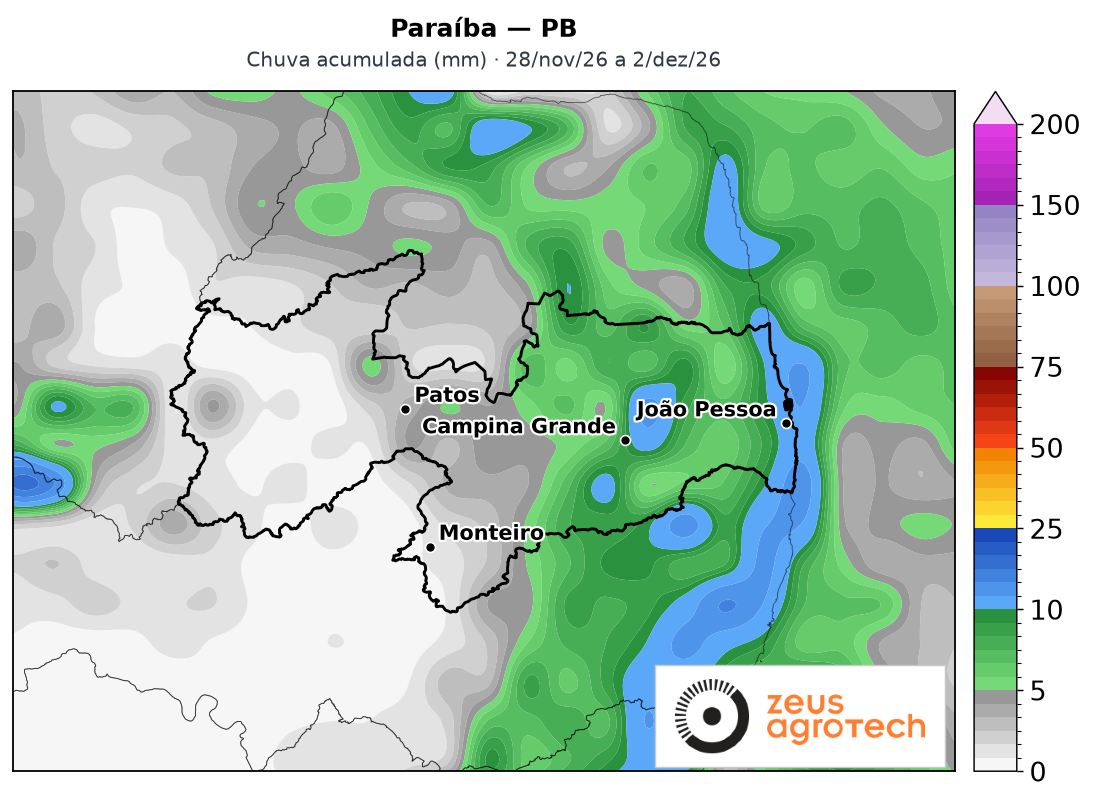 Paraíba — PB
Chuva acumulada (mm) · 28/nov/26 a 2/dez/26
200
150
100
75
50
25
10
5
0
Patos
João Pessoa
Campina Grande
Monteiro
zeus
agrotech